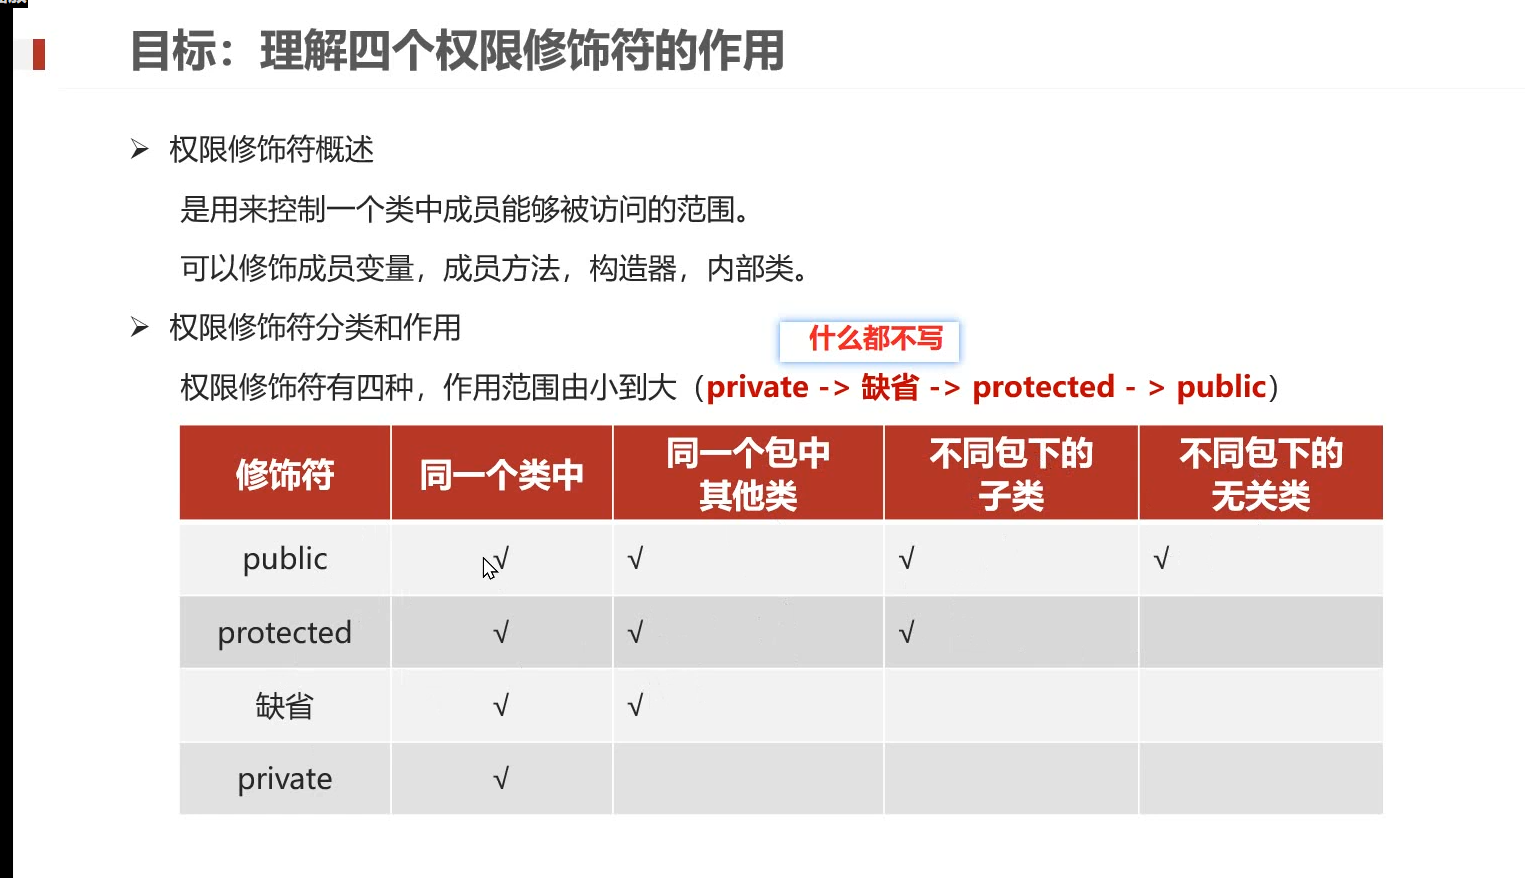 目标：理解四个权限修饰符的作用
➢ 权限修饰符概述
是用来控制一个类中成员能够被访问的范围。
可以修饰成员变量，成员方法，构造器，内部类。
➢ 权限修饰符分类和作用
什么都不写
权限修饰符有四种，作用范围由小到大（private -> 缺省 -> protected - > public）
修饰符 同一个类中 同一个包中 不同包下的 不同包下的
其他类 子类 无关类
public √ √ √ √
protected √ √ √
缺省 √ √
private √